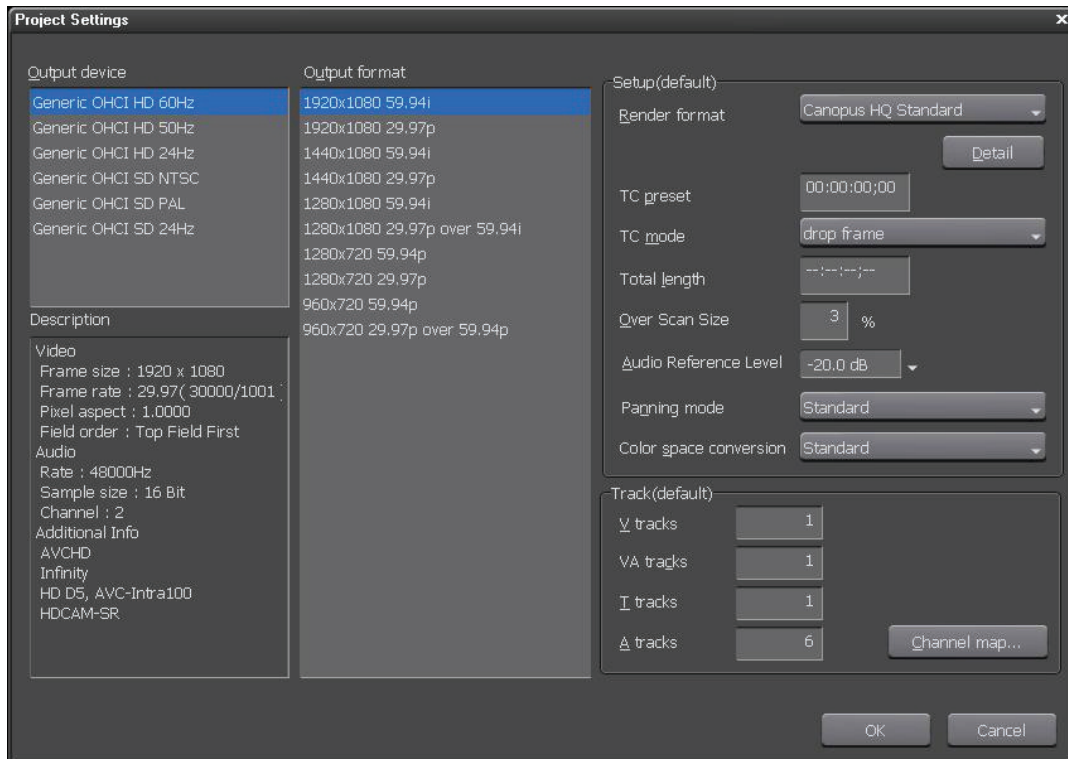 Project Settings
x
Output device
Generic OHCI HD 60Hz
Generic OHCI HD 50Hz
Generic OHCI HD 24Hz
Generic OHCI SD NTSC
Generic OHCI SD PAL
Generic OHCI SD 24Hz
Description
Video
Frame size : 1920 x 1080
Frame rate : 29.97( 30000/1001
Pixel aspect : 1.0000
Field order : Top Field First
Audio
Rate : 48000Hz
Sample size : 16 Bit
Channel : 2
Additional Info
AVCHD
Infinity
HD D5, AVC-Intra100
HDCAM-SR
Output format
1920x1080 59.94i
1920x1080 29.97p
1440x1080 59.94i
1440x1080 29.97p
1280x1080 59.94i
1280x1080 29.97p over 59.94i
1280x720 59.94p
1280x720 29.97p
960x720 59.94p
960x720 29.97p over 59.94p
Setup(default)
Render format Canopus HQ Standard
Detail
TC preset 00:00:00;00
TC mode drop frame
Total length --:--:--;--
Over Scan Size 3 %
Audio Reference Level -20.0 dB
Panning mode Standard
Color space conversion Standard
Track(default)
V tracks 1
VA tracks 1
T tracks 1
A tracks 6
Channel map...
OK Cancel